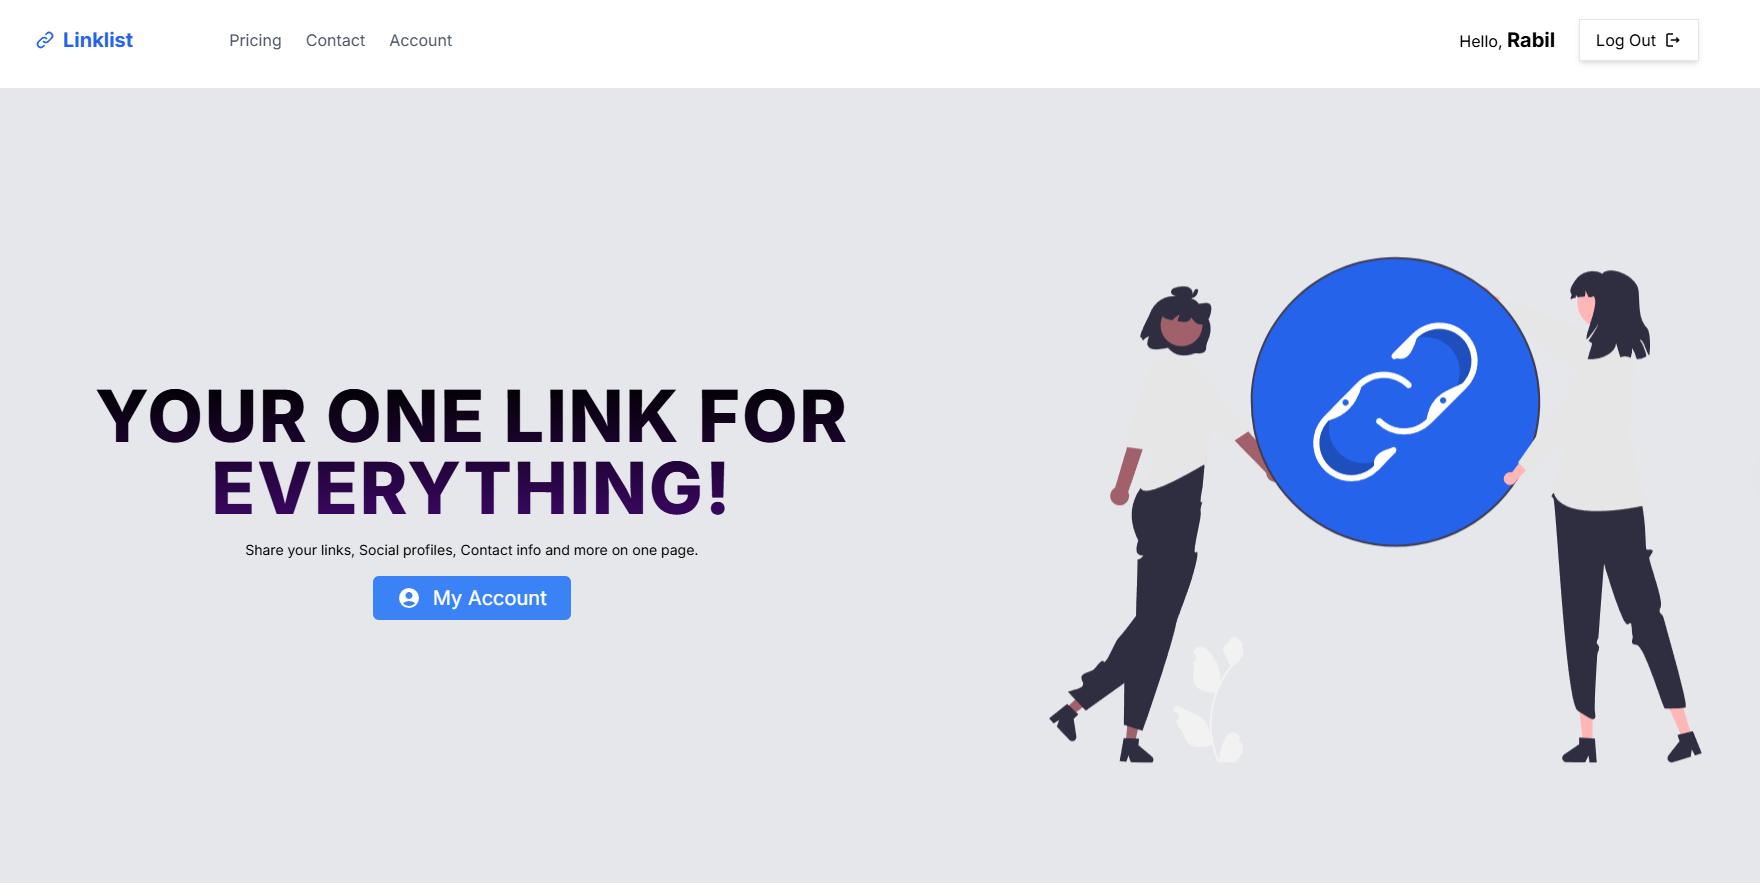 Linklist Pricing Contact Account Hello, Rabil Log Out
YOUR ONE LINK FOR
EVERYTHING!
Share your links, Social profiles, Contact info and more on one page.
My Account